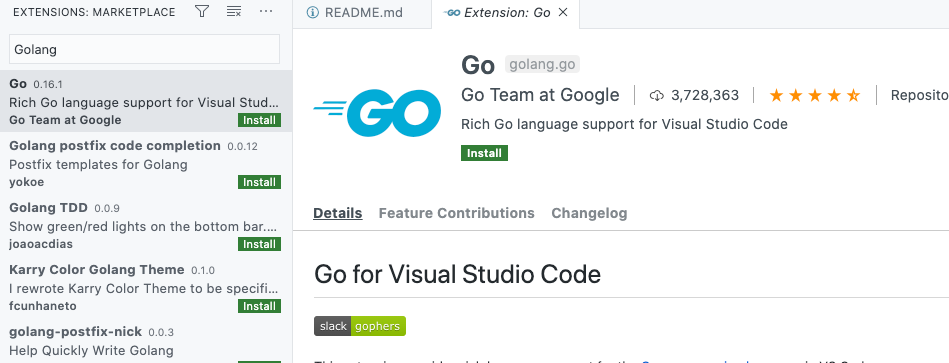 EXTENSIONS: MARKETPLACE
Golang
Go 0.16.1
Rich Go language support for Visual Stud...
Go Team at Google Install
Golang postfix code completion 0.0.12
Postfix templates for Golang
yokoe Install
Golang TDD 0.0.9
Show green/red lights on the bottom bar....
joaoacdias Install
Karry Color Golang Theme 0.1.0
I rewrote Karry Color Theme to be specifi...
fcunhaneto Install
golang-postfix-nick 0.0.3
Help Quickly Write Golang
README.md
GO Extension: Go
GO
Go golang.go
Go Team at Google 3,728,363 Reposito
Rich Go language support for Visual Studio Code
Install
Details Feature Contributions Changelog
Go for Visual Studio Code
slack gophers